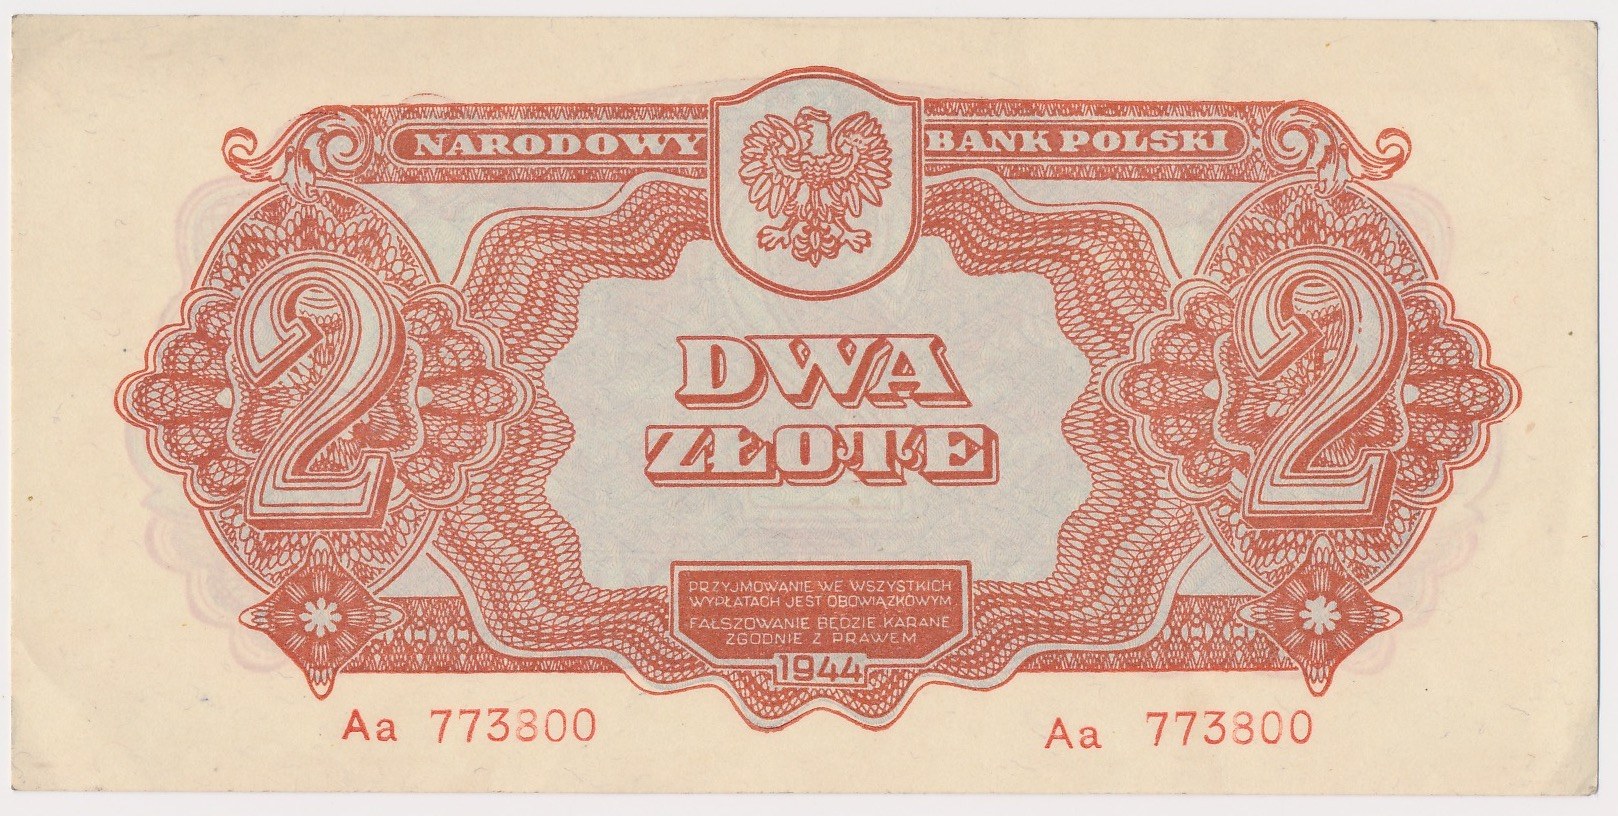 NARODOWY BANK POLSKI
2 2
DWA
ZŁOTE
PRZYJMOWANIE WE WSZYSTKICH
WYPŁATACH JEST OBOWIĄZKOWYM
FAŁSZOWANIE BĘDZIE KARANE
ZGODNIE Z PRAWEM
1944
Aa 773800 Aa 773800